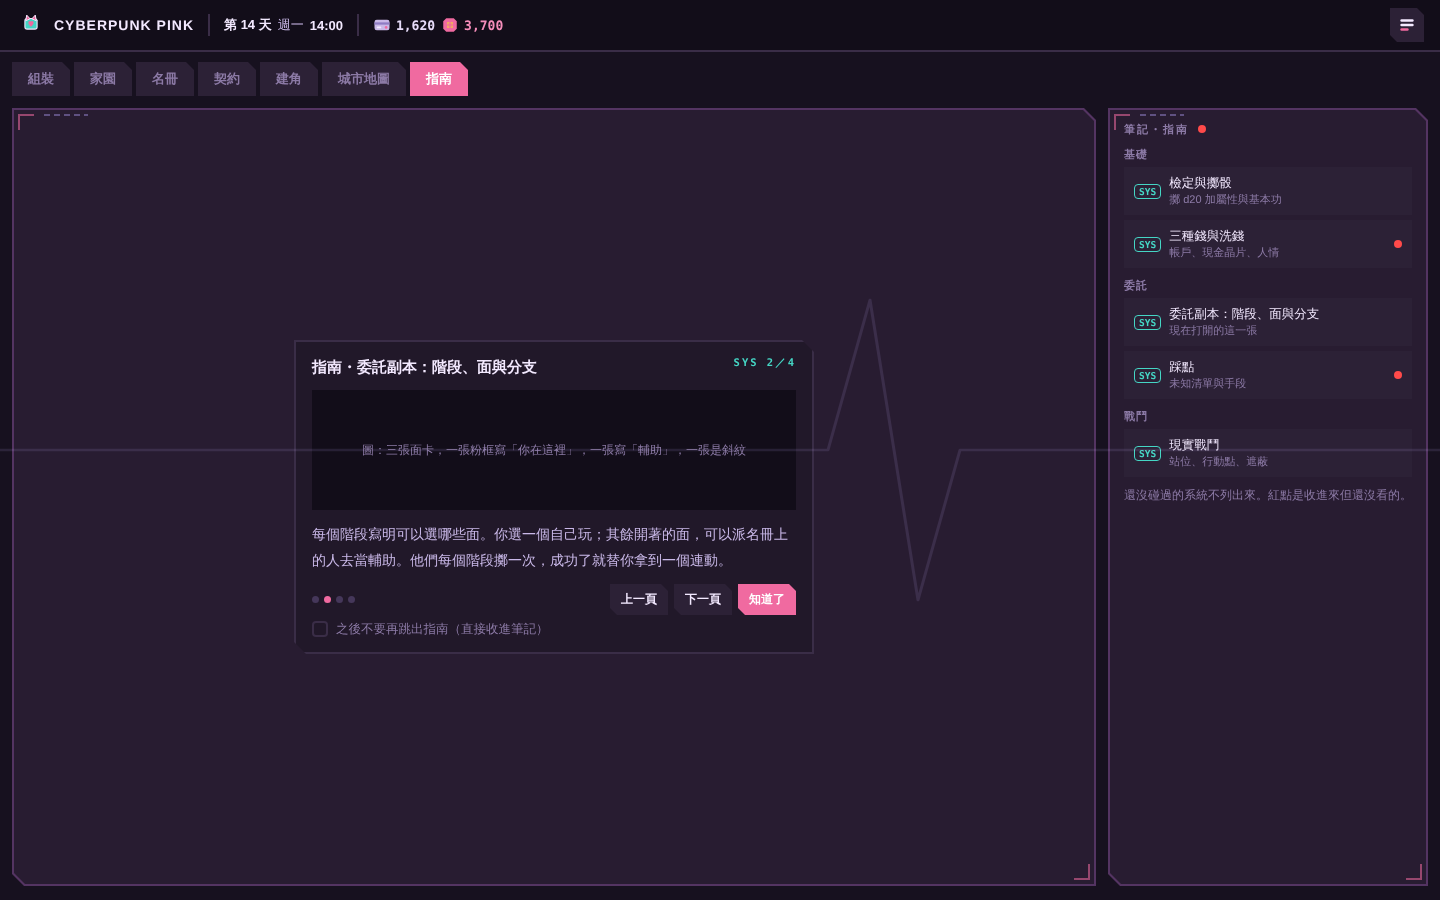 CYBERPUNK PINK
第 14 天 週一 14:00
1,620 3,700
組裝 家園 名冊 契約 建角 城市地圖 指南
指南・委託副本：階段、面與分支
SYS 2／4
圖：三張面卡，一張粉框寫「你在這裡」，一張寫「輔助」，一張是斜紋
每個階段寫明可以選哪些面。你選一個自己玩；其餘開著的面，可以派名冊上
的人去當輔助。他們每個階段擲一次，成功了就替你拿到一個連動。
上一頁 下一頁 知道了
之後不要再跳出指南（直接收進筆記）
筆記・指南
基礎
SYS
檢定與擲骰
擲 d20 加屬性與基本功
SYS
三種錢與洗錢
帳戶、現金晶片、人情
委託
SYS
委託副本：階段、面與分支
現在打開的這一張
SYS
踩點
未知清單與手段
戰鬥
SYS
現實戰鬥
站位、行動點、遮蔽
還沒碰過的系統不列出來。紅點是收進來但還沒看的。